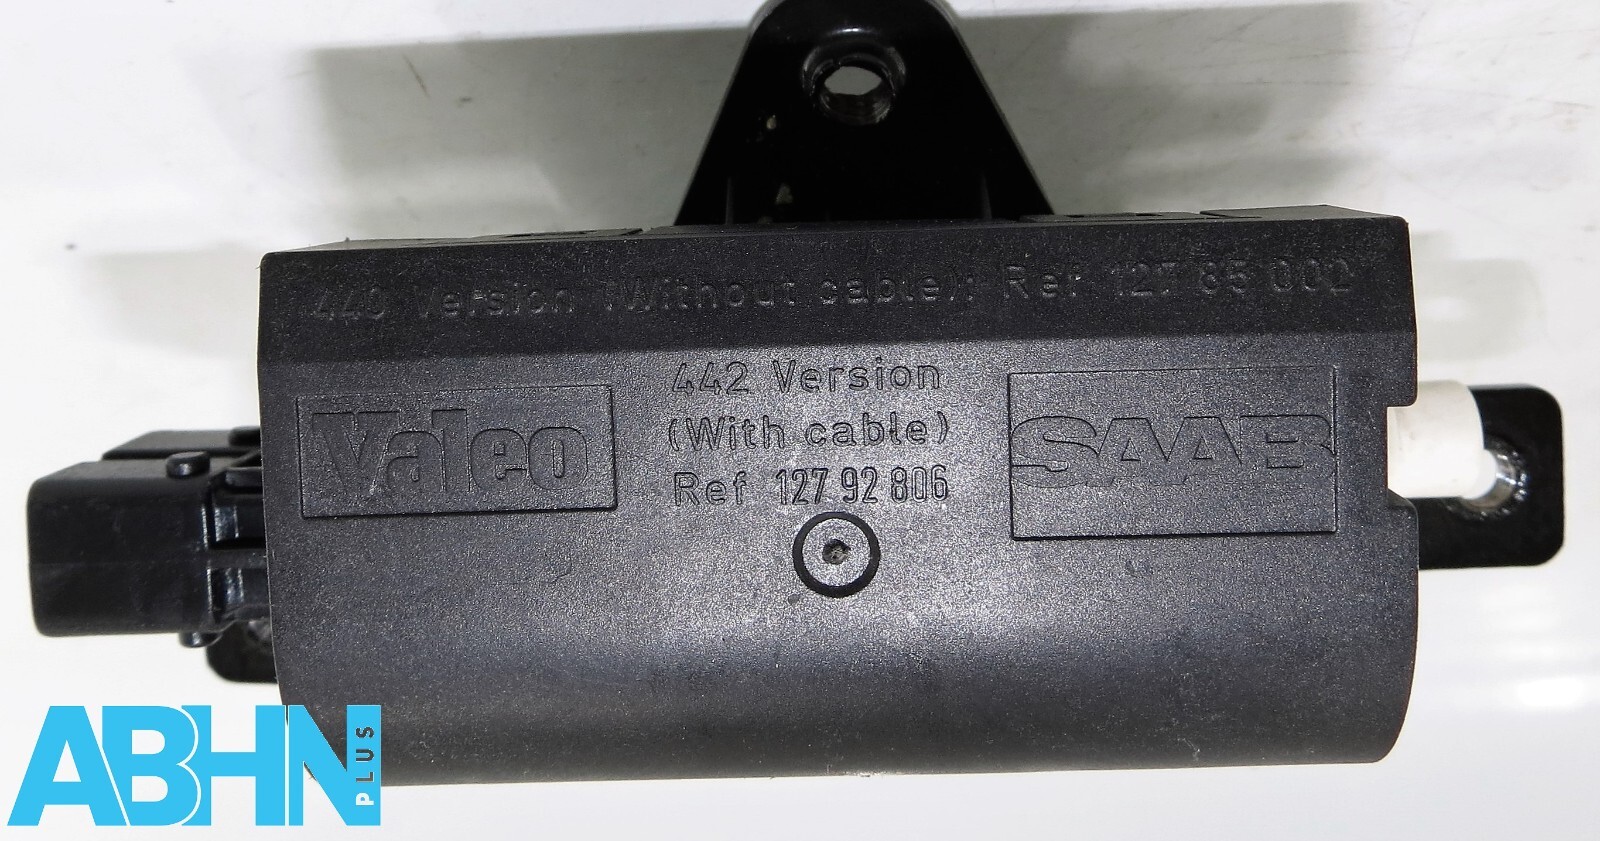 440 Version (Without cable): Ref 127 85 002
Valeo
442 Version
(With cable)
Ref 127 92 806
SAAB
ABHN
PLUS